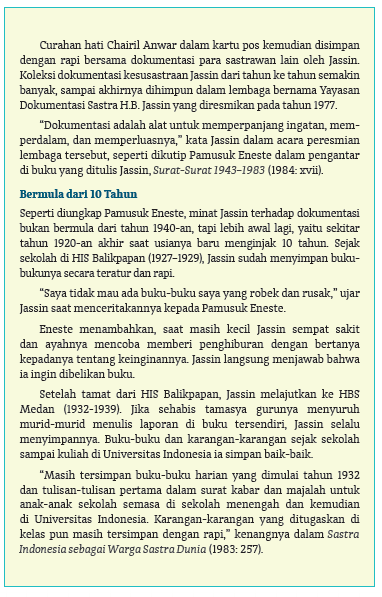 Curahan hati Chairil Anwar dalam kartu pos kemudian disimpan
dengan rapi bersama dokumentasi para sastrawan lain oleh Jassin.
Koleksi dokumentasi kesusastraan Jassin dari tahun ke tahun semakin
banyak, sampai akhirnya dihimpun dalam lembaga bernama Yayasan
Dokumentasi Sastra H.B. Jassin yang diresmikan pada tahun 1977.
“Dokumentasi adalah alat untuk memperpanjang ingatan, mem-
perdalam, dan memperluasnya,” kata Jassin dalam acara peresmian
lembaga tersebut, seperti dikutip Pamusuk Eneste dalam pengantar
di buku yang ditulis Jassin, Surat-Surat 1943–1983 (1984: xvii).
Bermula dari 10 Tahun
Seperti diungkap Pamusuk Eneste, minat Jassin terhadap dokumentasi
bukan bermula dari tahun 1940-an, tapi lebih awal lagi, yaitu sekitar
tahun 1920-an akhir saat usianya baru menginjak 10 tahun. Sejak
sekolah di HIS Balikpapan (1927–1929), Jassin sudah menyimpan buku-
bukunya secara teratur dan rapi.
“Saya tidak mau ada buku-buku saya yang robek dan rusak,” ujar
Jassin saat menceritakannya kepada Pamusuk Eneste.
Eneste menambahkan, saat masih kecil Jassin sempat sakit
dan ayahnya mencoba memberi penghiburan dengan bertanya
kepadanya tentang keinginannya. Jassin langsung menjawab bahwa
ia ingin dibelikan buku.
Setelah tamat dari HIS Balikpapan, Jassin melajutkan ke HBS
Medan (1932-1939). Jika sehabis tamasya gurunya menyuruh
murid-murid menulis laporan di buku tersendiri, Jassin selalu
menyimpannya. Buku-buku dan karangan-karangan sejak sekolah
sampai kuliah di Universitas Indonesia ia simpan baik-baik.
“Masih tersimpan buku-buku harian yang dimulai tahun 1932
dan tulisan-tulisan pertama dalam surat kabar dan majalah untuk
anak-anak sekolah semasa di sekolah menengah dan kemudian
di Universitas Indonesia. Karangan-karangan yang ditugaskan di
kelas pun masih tersimpan dengan rapi,” kenangnya dalam Sastra
Indonesia sebagai Warga Sastra Dunia (1983: 257).